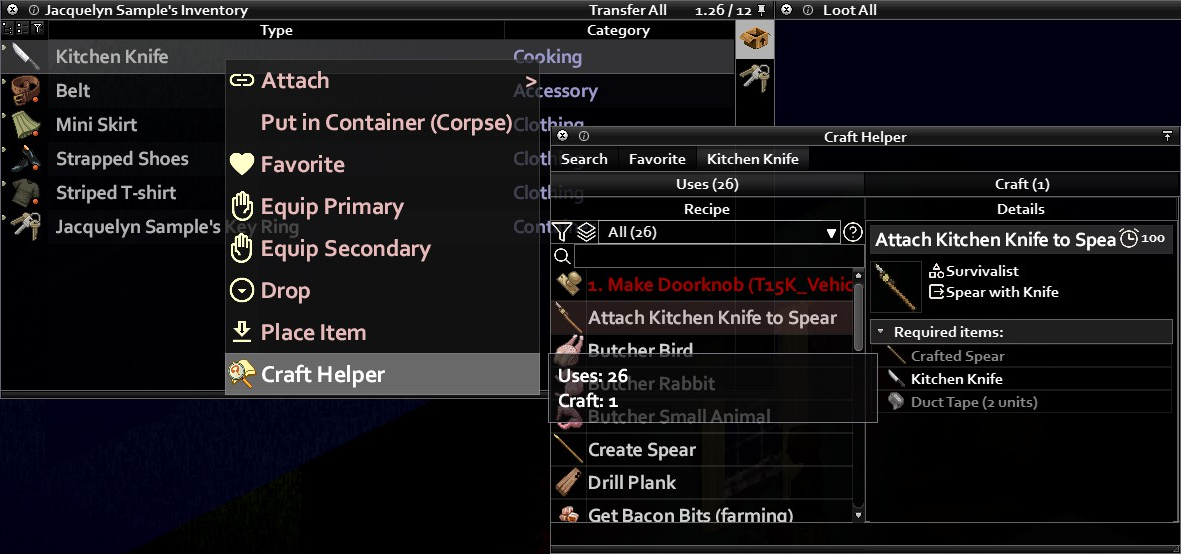 Jacquelyn Sample's Inventory
Transfer All
1.26 / 12
Loot All
Type
Category
Kitchen Knife
Cooking
Belt
Accessory
Mini Skirt
Clothing
Strapped Shoes
Clothing
Striped T-shirt
Clothing
Jacquelyn Sample's Key Ring
Cont
Attach
>
Put in Container (Corpse)
Favorite
Equip Primary
Equip Secondary
Drop
Place Item
Craft Helper
Uses: 26
Craft: 1
Craft Helper
Search
Favorite
Kitchen Knife
Uses (26)
Craft (1)
Recipe
Details
All (26)
1. Make Doorknob (T15K_Vehic
Attach Kitchen Knife to Spear
Butcher Bird
Butcher Rabbit
Butcher Small Animal
Create Spear
Drill Plank
Get Bacon Bits (farming)
Attach Kitchen Knife to Spea
100
Survivalist
Spear with Knife
Required items:
Crafted Spear
Kitchen Knife
Duct Tape (2 units)